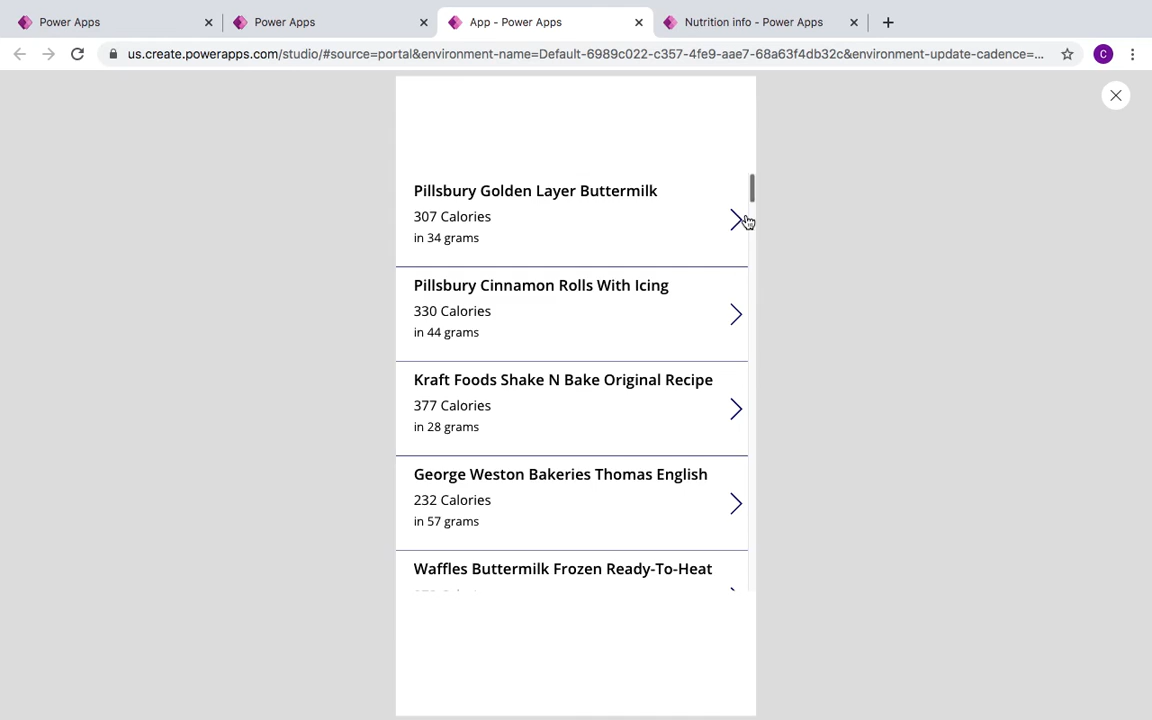 Power Apps
Power Apps
App - Power Apps
Nutrition info - Power Apps
us.create.powerapps.com/studio/#source=portal&environment-name=Default-6989c022-c357-4fe9-aae7-68a63f4db32c&environment-update-cadence=...
C
Pillsbury Golden Layer Buttermilk
307 Calories
in 34 grams
Pillsbury Cinnamon Rolls With Icing
330 Calories
in 44 grams
Kraft Foods Shake N Bake Original Recipe
377 Calories
in 28 grams
George Weston Bakeries Thomas English
232 Calories
in 57 grams
Waffles Buttermilk Frozen Ready-To-Heat